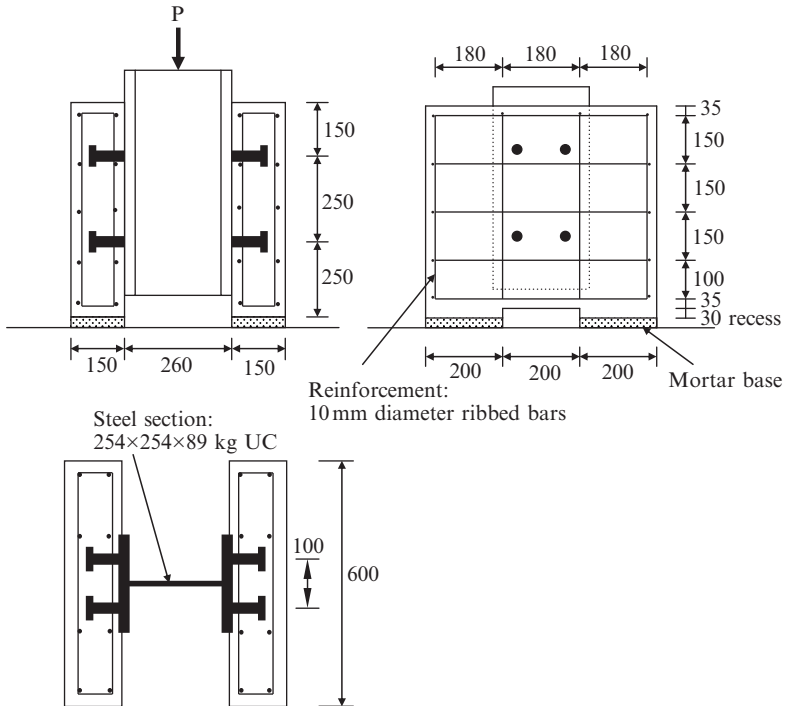 P
150
250
250
150 260 150
180 180 180
35
150
150
150
100
35
30 recess
200 200 200
Mortar base
Reinforcement:
10 mm diameter ribbed bars
Steel section:
254×254×89 kg UC
100
600